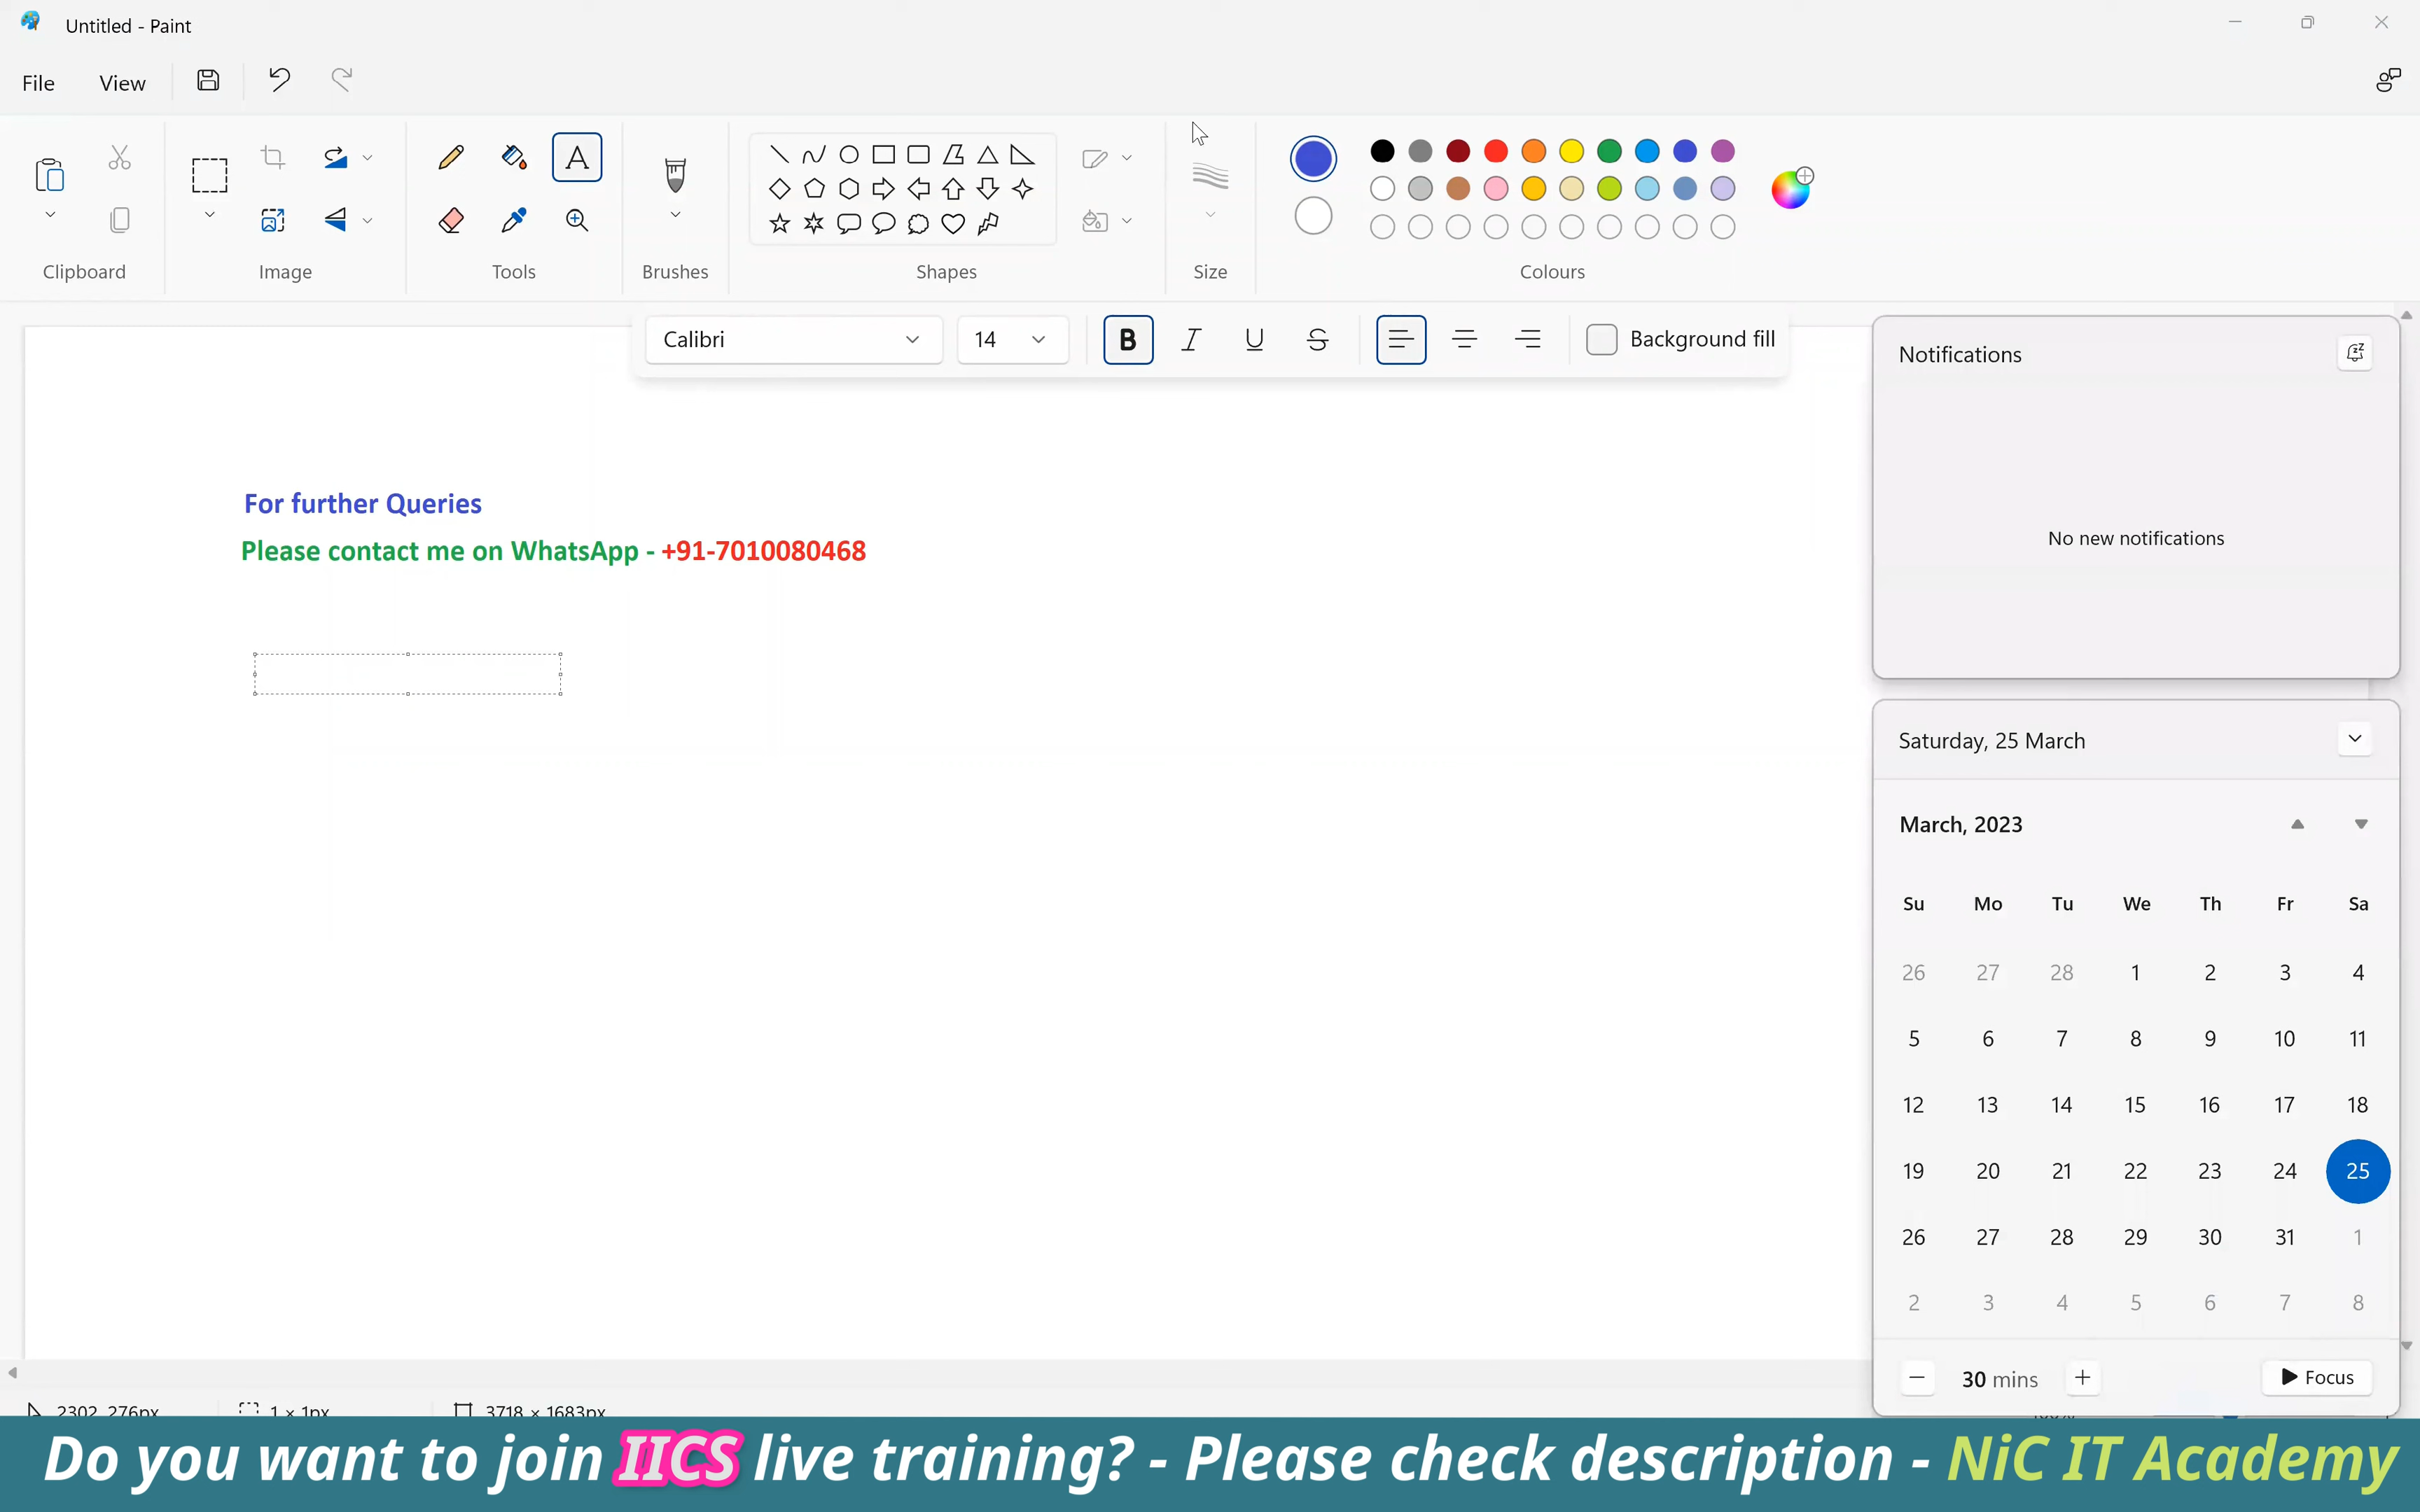 Untitled - Paint
File View
Clipboard
Image
Tools
Brushes
Shapes
Size
Colours
Calibri 14 B I U S Background fill
For further Queries
Please contact me on WhatsApp - +91-7010080468
Notifications
No new notifications
Saturday, 25 March
March, 2023
Su Mo Tu We Th Fr Sa
26 27 28 1 2 3 4
5 6 7 8 9 10 11
12 13 14 15 16 17 18
19 20 21 22 23 24 25
26 27 28 29 30 31 1
2 3 4 5 6 7 8
30 mins Focus
2302, 276px 1 × 1px 3718 × 1683px 100%
Do you want to join IICS live training? - Please check description - NiC IT Academy